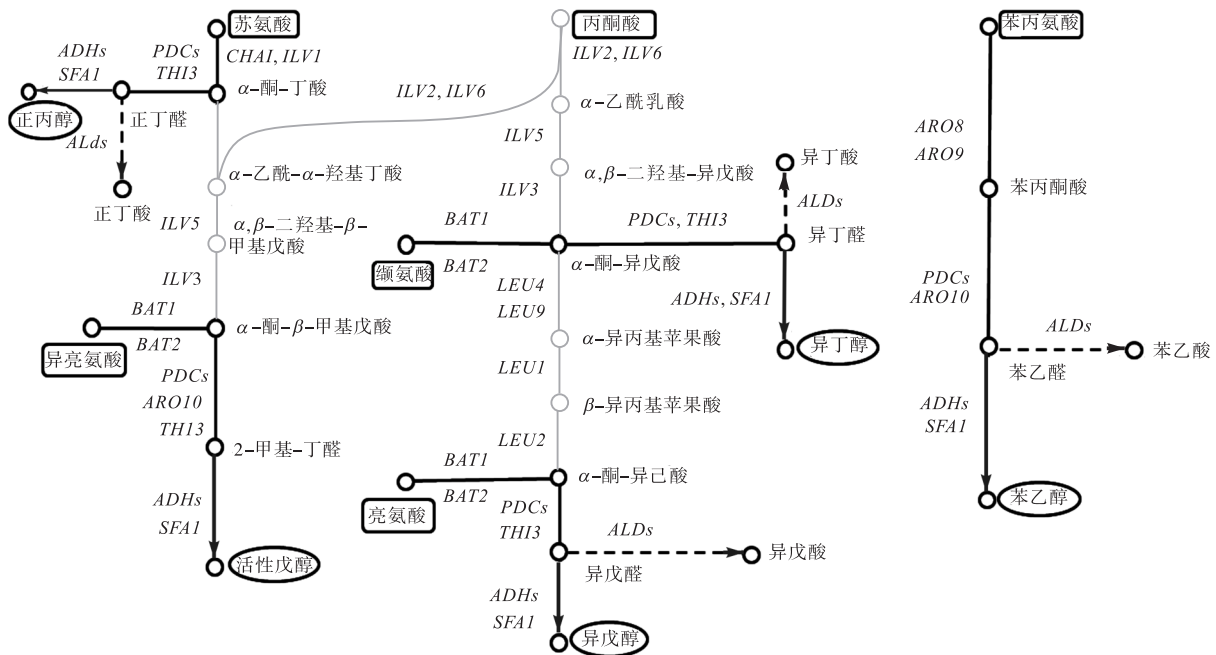 苏氨酸
丙酮酸
苯丙氨酸
ADHs
SFA1
PDCs
THI3
CHAI, ILV1
ILV2, ILV6
正丙醇
正丁醛
α-酮-丁酸
ILV2, ILV6
α-乙酰乳酸
ALds
ILV5
ARO8
ARO9
正丁酸
α-乙酰-α-羟基丁酸
ILV3
α,β-二羟基-异戊酸
异丁酸
苯丙酮酸
ILV5
α,β-二羟基-β-
甲基戊酸
BAT1
BAT2
缬氨酸
PDCs, THI3
ALDs
异丁醛
α-酮-异戊酸
ILV3
LEU4
LEU9
ADHs, SFA1
PDCs
ARO10
BAT1
BAT2
异亮氨酸
α-酮-β-甲基戊酸
α-异丙基苹果酸
异丁醇
ALDs
苯乙醛
苯乙酸
PDCs
ARO10
TH13
LEU1
β-异丙基苹果酸
ADHs
SFA1
2-甲基-丁醛
LEU2
BAT1
BAT2
亮氨酸
α-酮-异己酸
苯乙醇
ADHs
SFA1
PDCs
THI3
ALDs
活性戊醇
异戊醛
异戊酸
ADHs
SFA1
异戊醇